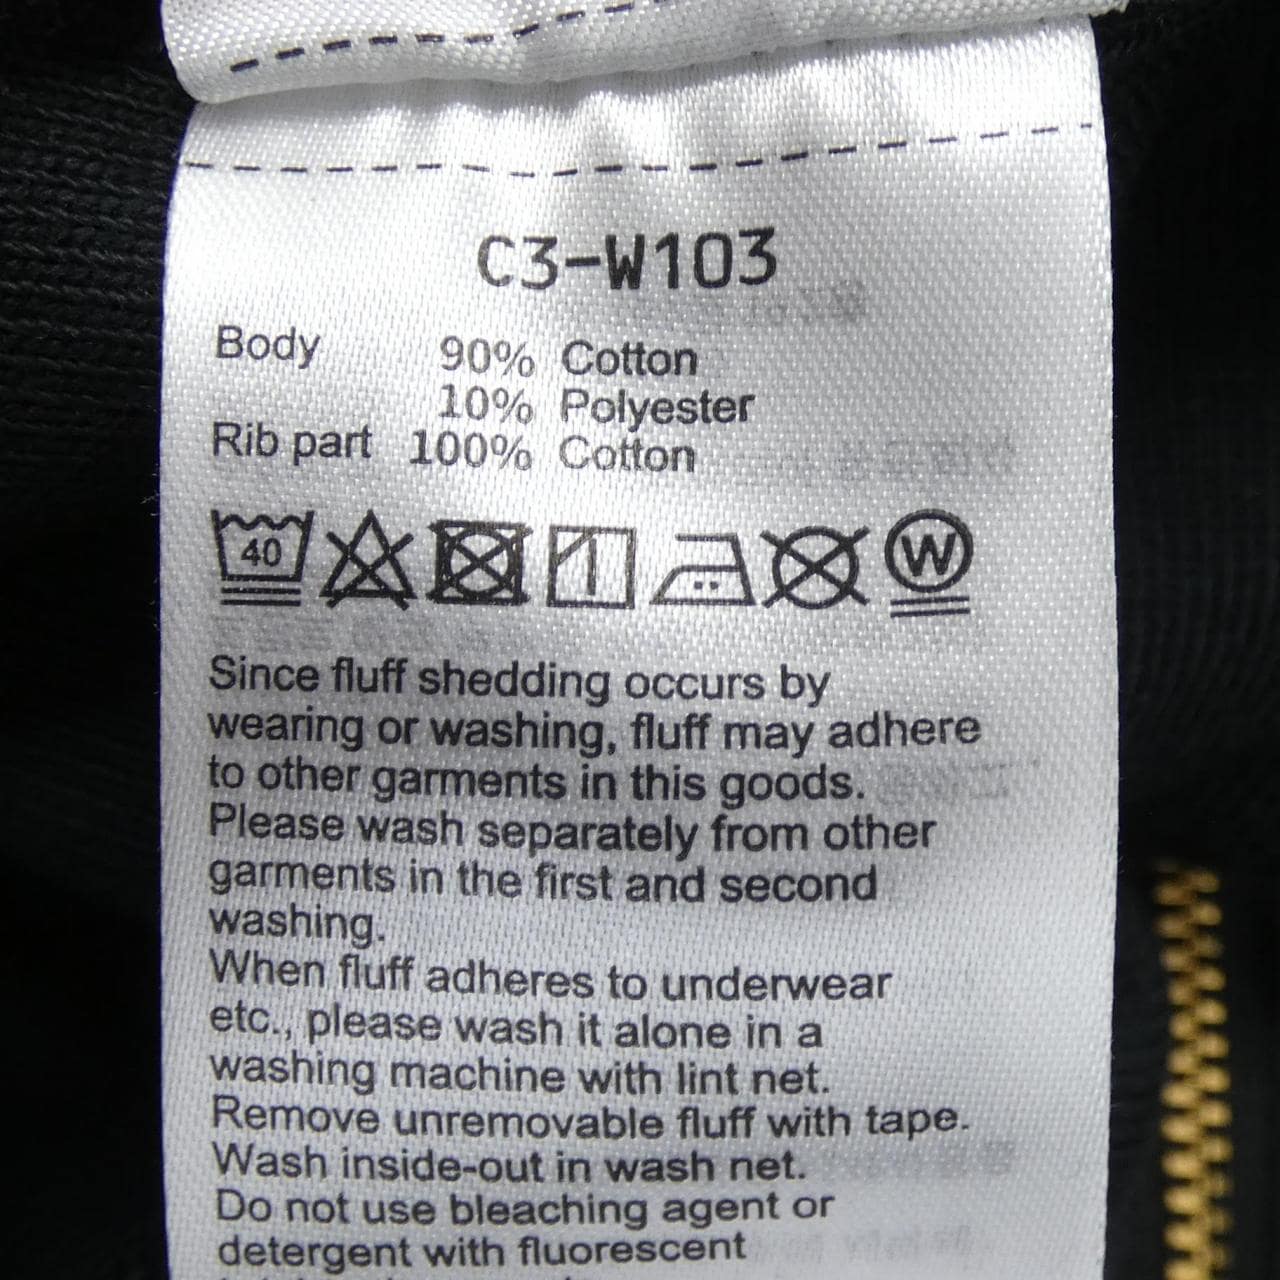 C3-W103
Body 90% Cotton
10% Polyester
Rib part 100% Cotton
40 W
Since fluff shedding occurs by
wearing or washing, fluff may adhere
to other garments in this goods.
Please wash separately from other
garments in the first and second
washing.
When fluff adheres to underwear
etc., please wash it alone in a
washing machine with lint net.
Remove unremovable fluff with tape.
Wash inside-out in wash net.
Do not use bleaching agent or
detergent with fluorescent